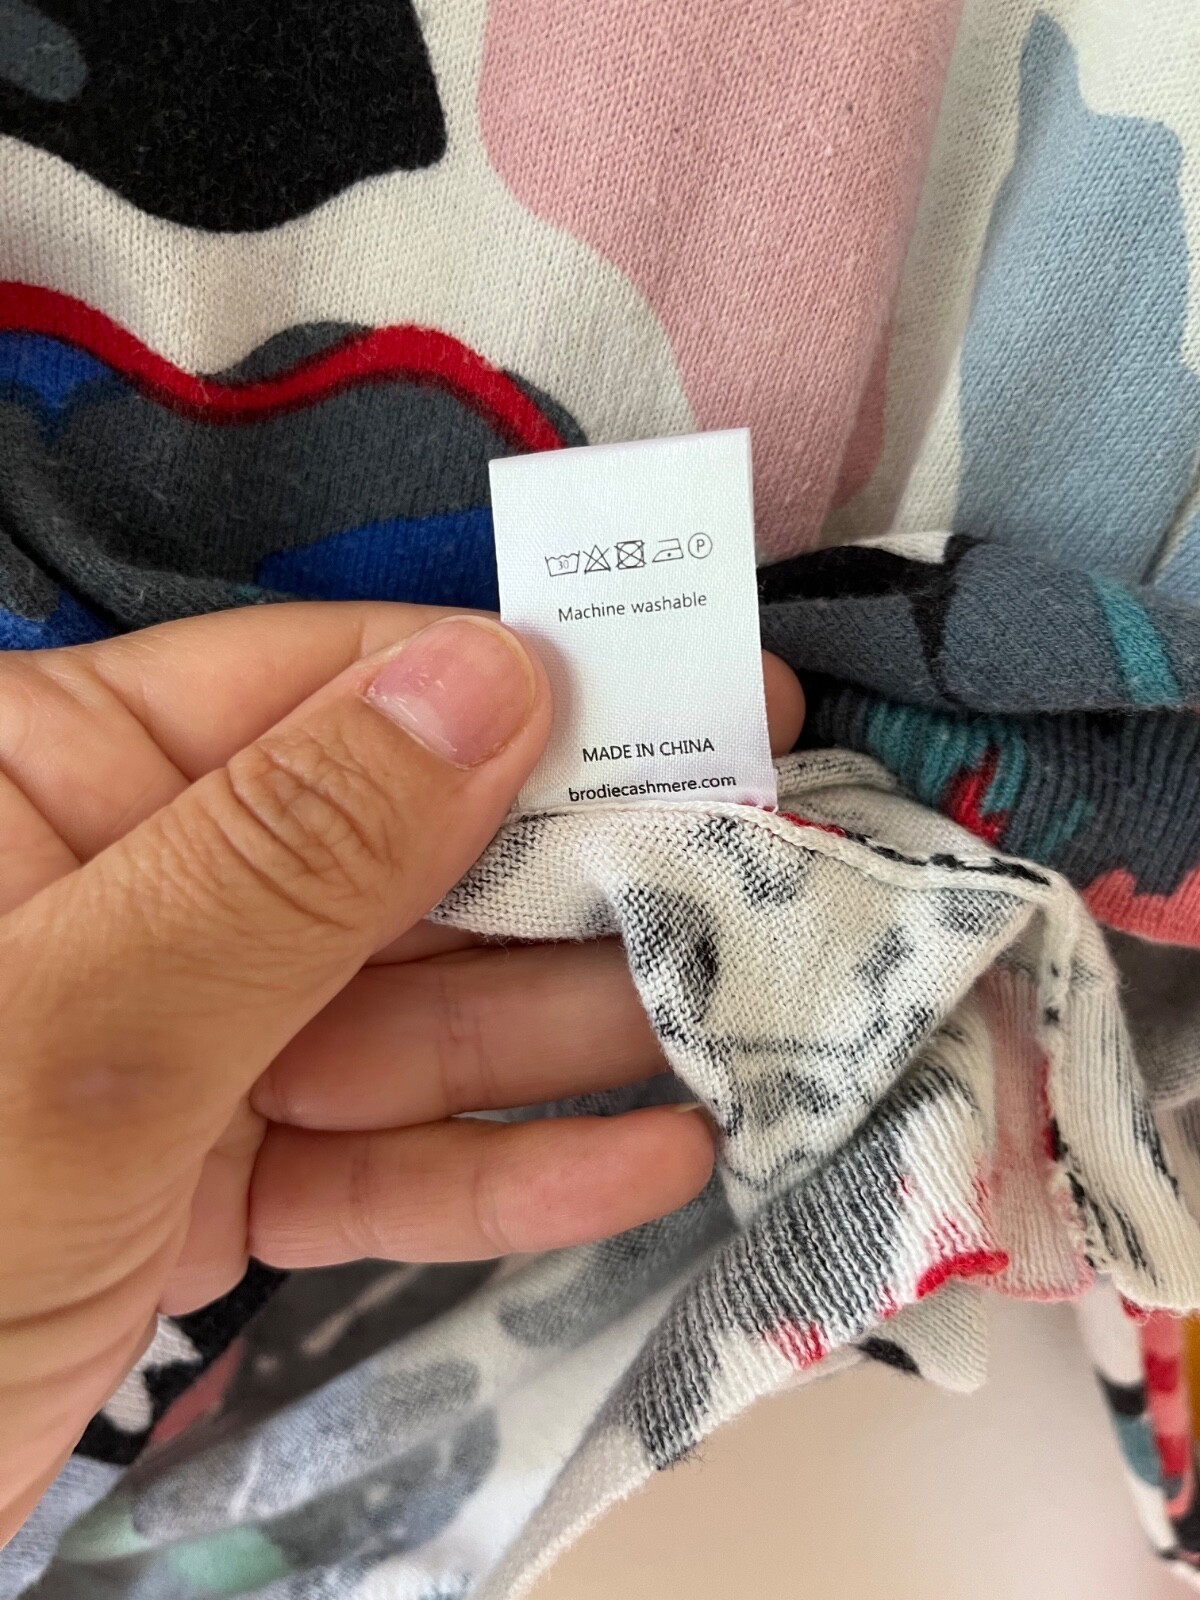 30 P
Machine washable
MADE IN CHINA
brodiecashmere.com